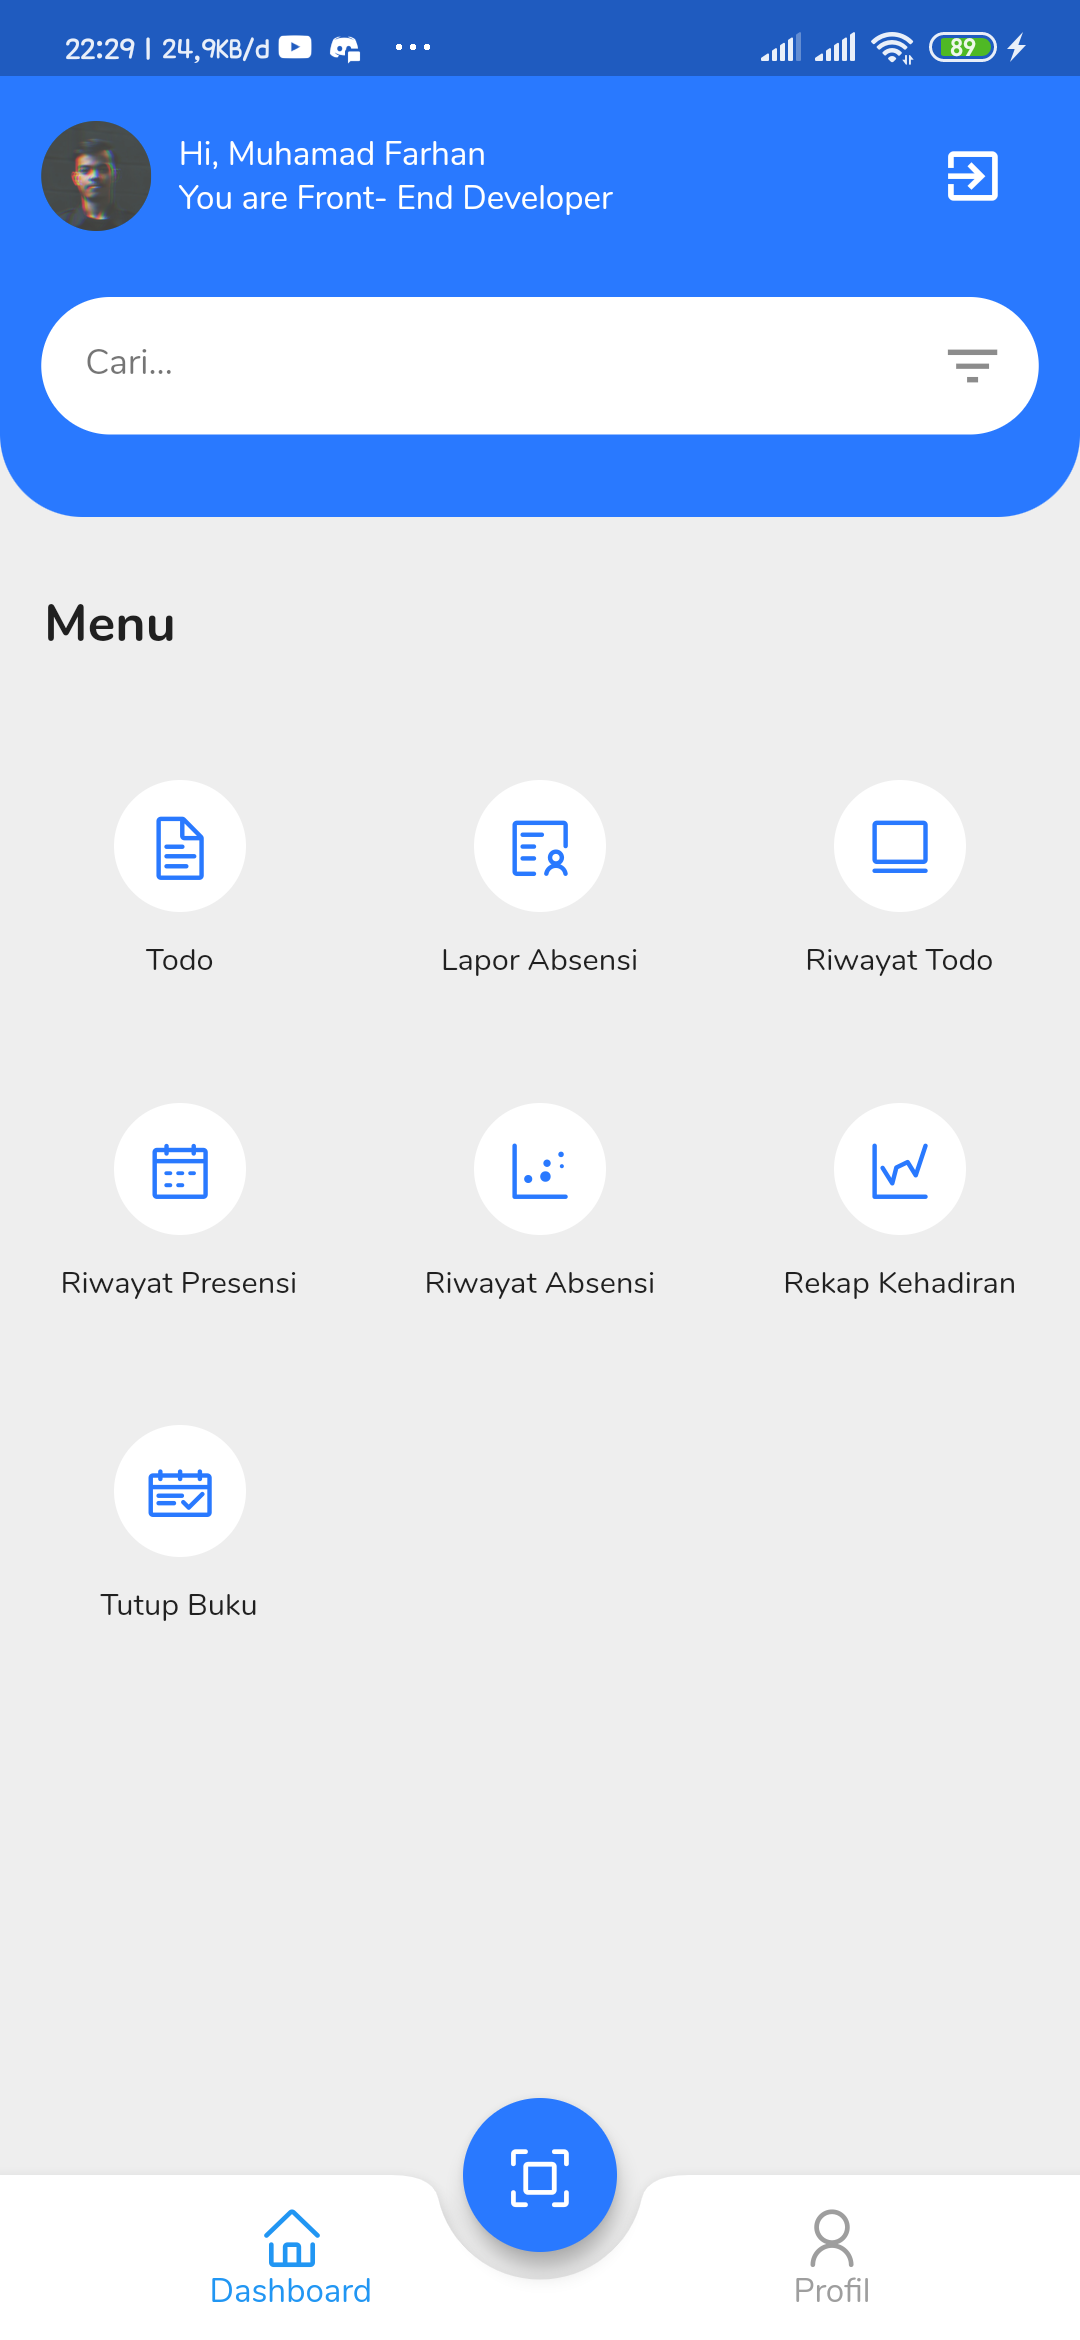 22:29 | 24,9KB/d
89
Hi, Muhamad Farhan
You are Front- End Developer
Cari...
Menu
Todo
Lapor Absensi
Riwayat Todo
Riwayat Presensi
Riwayat Absensi
Rekap Kehadiran
Tutup Buku
Dashboard
Profil